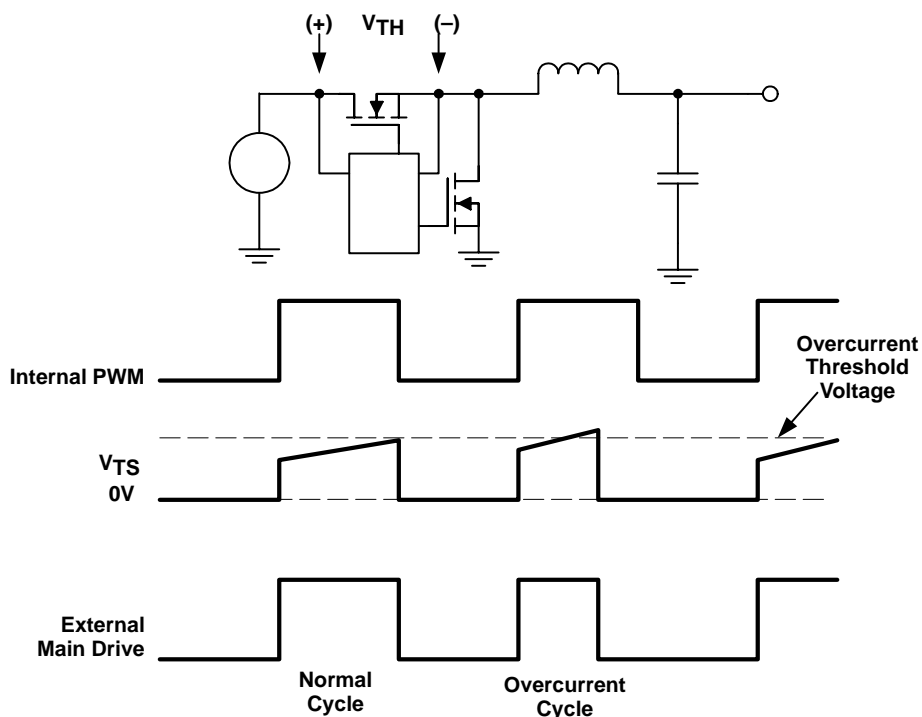 (+) VTH (–)
Internal PWM
Overcurrent
Threshold
Voltage
VTS
0V
External
Main Drive
Normal
Cycle
Overcurrent
Cycle